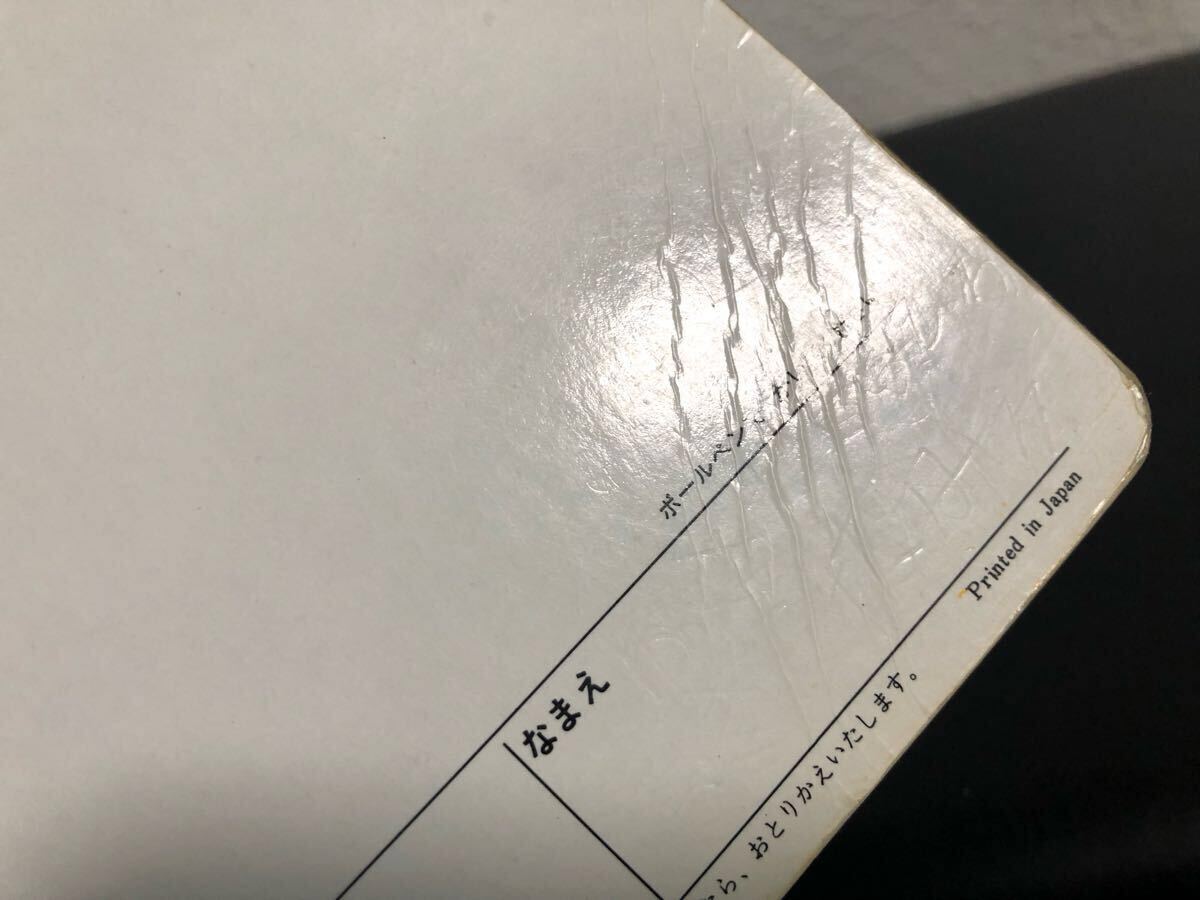 ボールペン
なまえ
おとりかえいたします。
Printed in Japan